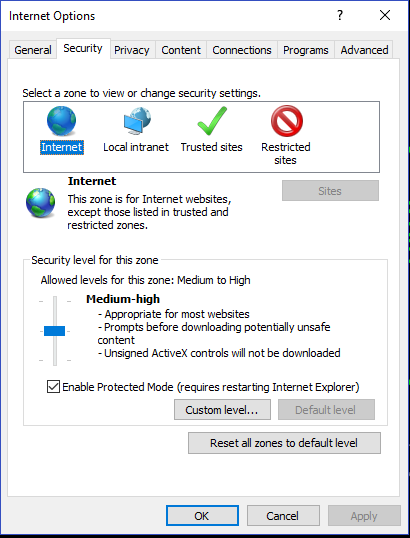 Internet Options
?
General Security Privacy Content Connections Programs Advanced
Select a zone to view or change security settings.
Internet Local intranet Trusted sites Restricted
sites
Internet
Sites
This zone is for Internet websites,
except those listed in trusted and
restricted zones.
Security level for this zone
Allowed levels for this zone: Medium to High
Medium-high
- Appropriate for most websites
- Prompts before downloading potentially unsafe
content
- Unsigned ActiveX controls will not be downloaded
Enable Protected Mode (requires restarting Internet Explorer)
Custom level... Default level
Reset all zones to default level
OK Cancel Apply